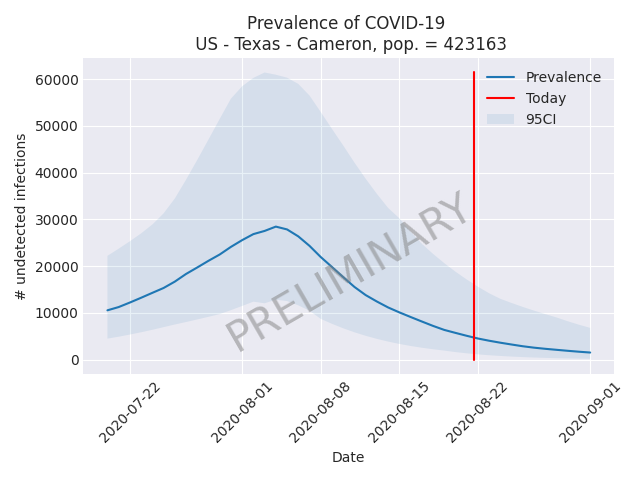 Prevalence of COVID-19
US - Texas - Cameron, pop. = 423163
60000
50000
40000
30000
20000
10000
0
# undetected infections
Prevalence
Today
95CI
PRELIMINARY
2020-07-22
2020-08-01
2020-08-08
2020-08-15
2020-08-22
2020-09-01
Date